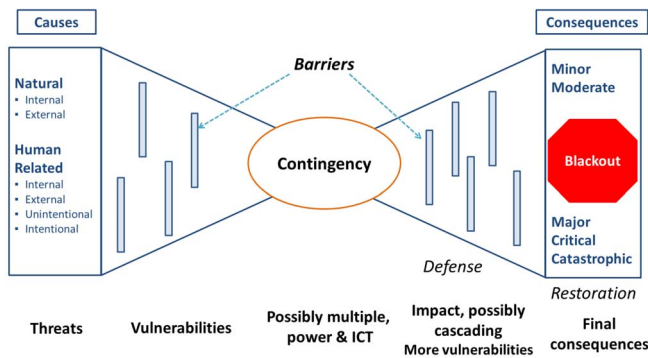 Causes
Consequences
Natural
▪ Internal
▪ External
Human
Related
▪ Internal
▪ External
▪ Unintentional
▪ Intentional
Barriers
Contingency
Minor
Moderate
Blackout
Major
Critical
Catastrophic
Defense
Restoration
Threats
Vulnerabilities
Possibly multiple,
power & ICT
Impact, possibly
cascading
More vulnerabilities
Final
consequences